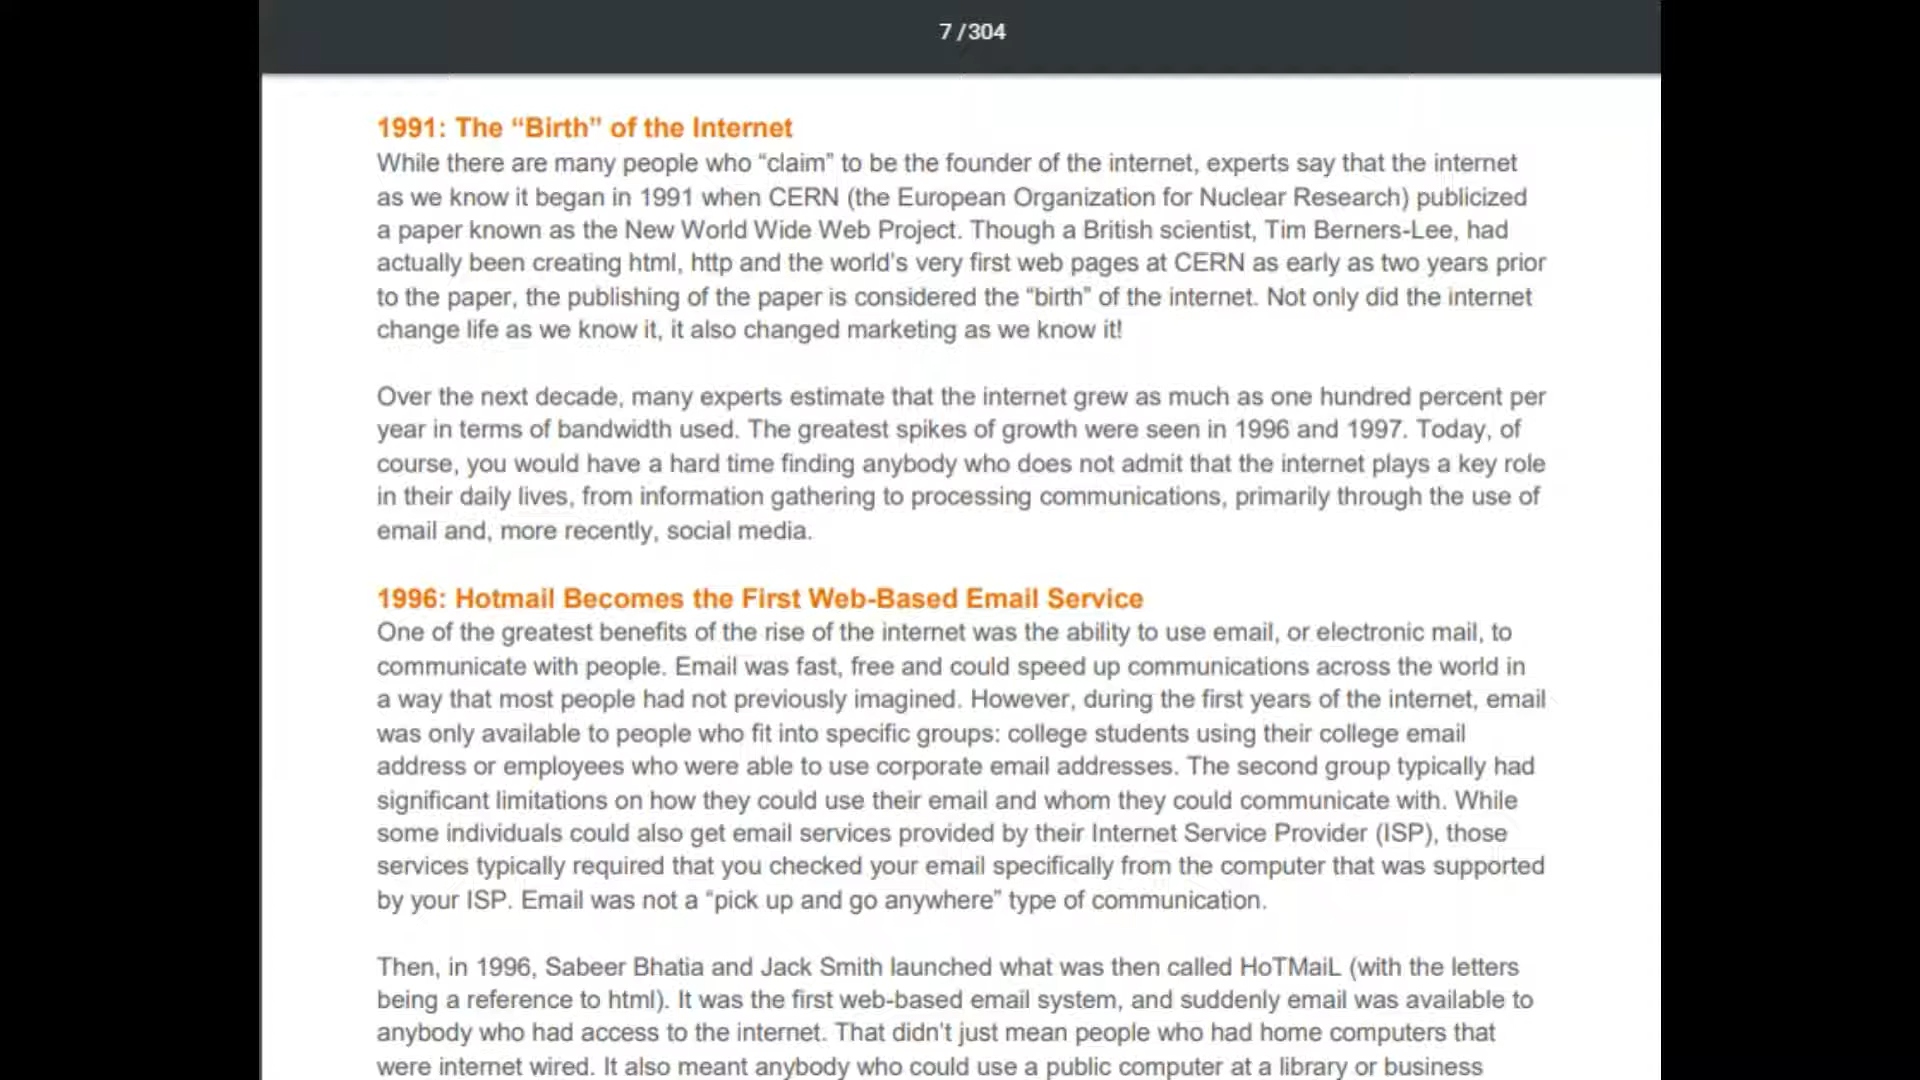 7 / 304
1991: The “Birth” of the Internet
While there are many people who “claim” to be the founder of the internet, experts say that the internet
as we know it began in 1991 when CERN (the European Organization for Nuclear Research) publicized
a paper known as the New World Wide Web Project. Though a British scientist, Tim Berners-Lee, had
actually been creating html, http and the world's very first web pages at CERN as early as two years prior
to the paper, the publishing of the paper is considered the “birth” of the internet. Not only did the internet
change life as we know it, it also changed marketing as we know it!
Over the next decade, many experts estimate that the internet grew as much as one hundred percent per
year in terms of bandwidth used. The greatest spikes of growth were seen in 1996 and 1997. Today, of
course, you would have a hard time finding anybody who does not admit that the internet plays a key role
in their daily lives, from information gathering to processing communications, primarily through the use of
email and, more recently, social media.
1996: Hotmail Becomes the First Web-Based Email Service
One of the greatest benefits of the rise of the internet was the ability to use email, or electronic mail, to
communicate with people. Email was fast, free and could speed up communications across the world in
a way that most people had not previously imagined. However, during the first years of the internet, email
was only available to people who fit into specific groups: college students using their college email
address or employees who were able to use corporate email addresses. The second group typically had
significant limitations on how they could use their email and whom they could communicate with. While
some individuals could also get email services provided by their Internet Service Provider (ISP), those
services typically required that you checked your email specifically from the computer that was supported
by your ISP. Email was not a “pick up and go anywhere” type of communication.
Then, in 1996, Sabeer Bhatia and Jack Smith launched what was then called HoTMaiL (with the letters
being a reference to html). It was the first web-based email system, and suddenly email was available to
anybody who had access to the internet. That didn't just mean people who had home computers that
were internet wired. It also meant anybody who could use a public computer at a library or business